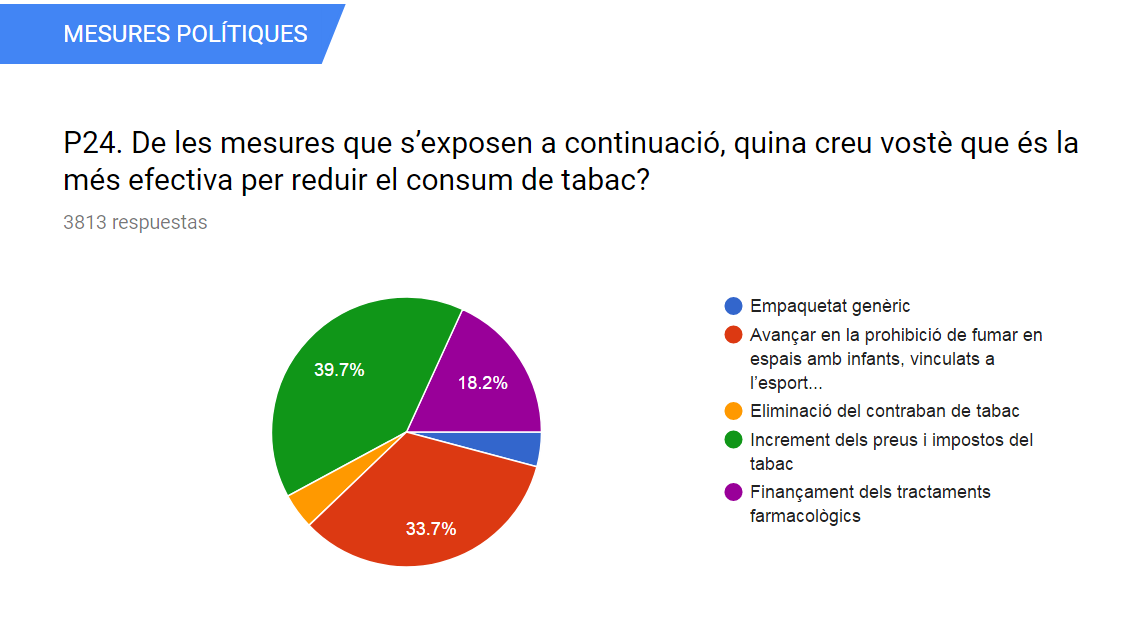 MESURES POLÍTIQUES
P24. De les mesures que s’exposen a continuació, quina creu vostè que és la
més efectiva per reduir el consum de tabac?
3813 respuestas
39.7%
18.2%
33.7%
Empaquetat genèric
Avançar en la prohibició de fumar en
espais amb infants, vinculats a
l’esport...
Eliminació del contraban de tabac
Increment dels preus i impostos del
tabac
Finançament dels tractaments
farmacològics